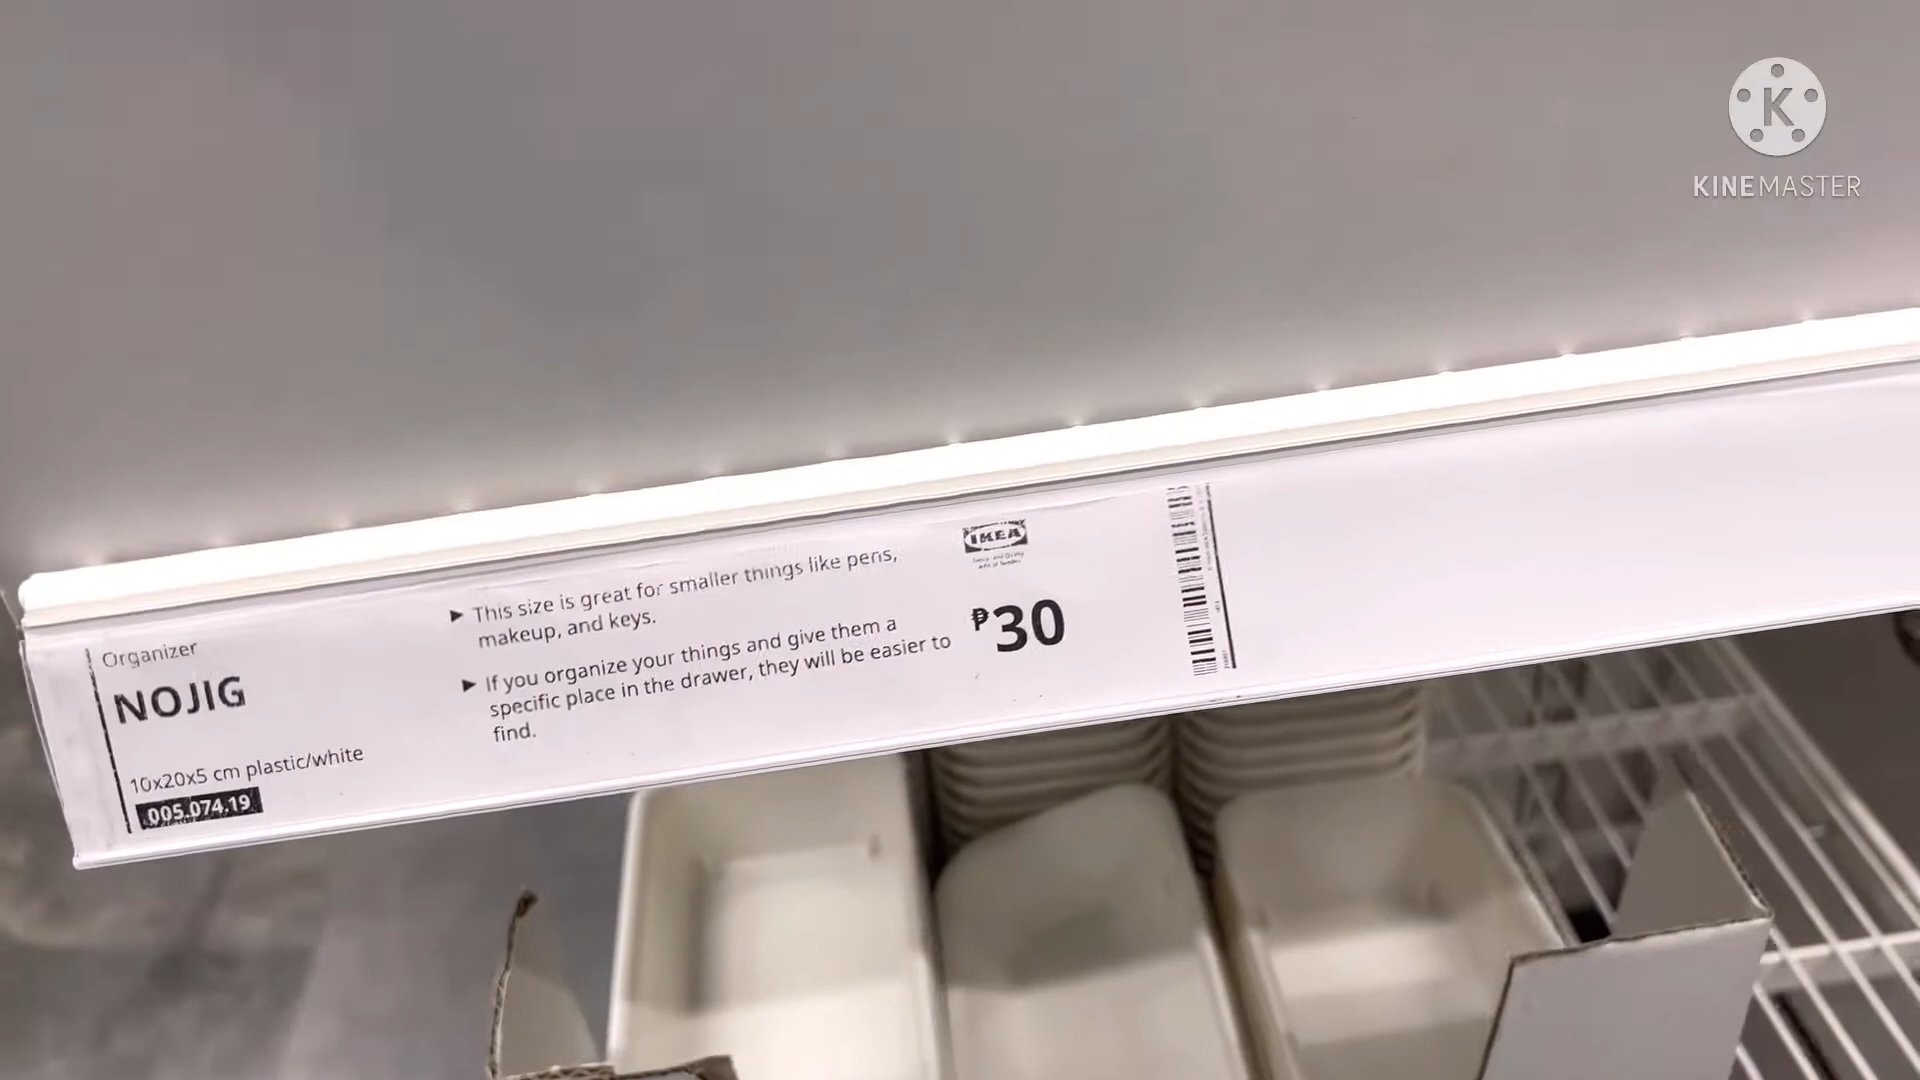 K
KINEMASTER
Organizer
NOJIG
10x20x5 cm plastic/white
005.074.19
► This size is great for smaller things like pens,
makeup, and keys.
► If you organize your things and give them a
specific place in the drawer, they will be easier to
find.
IKEA
₱30